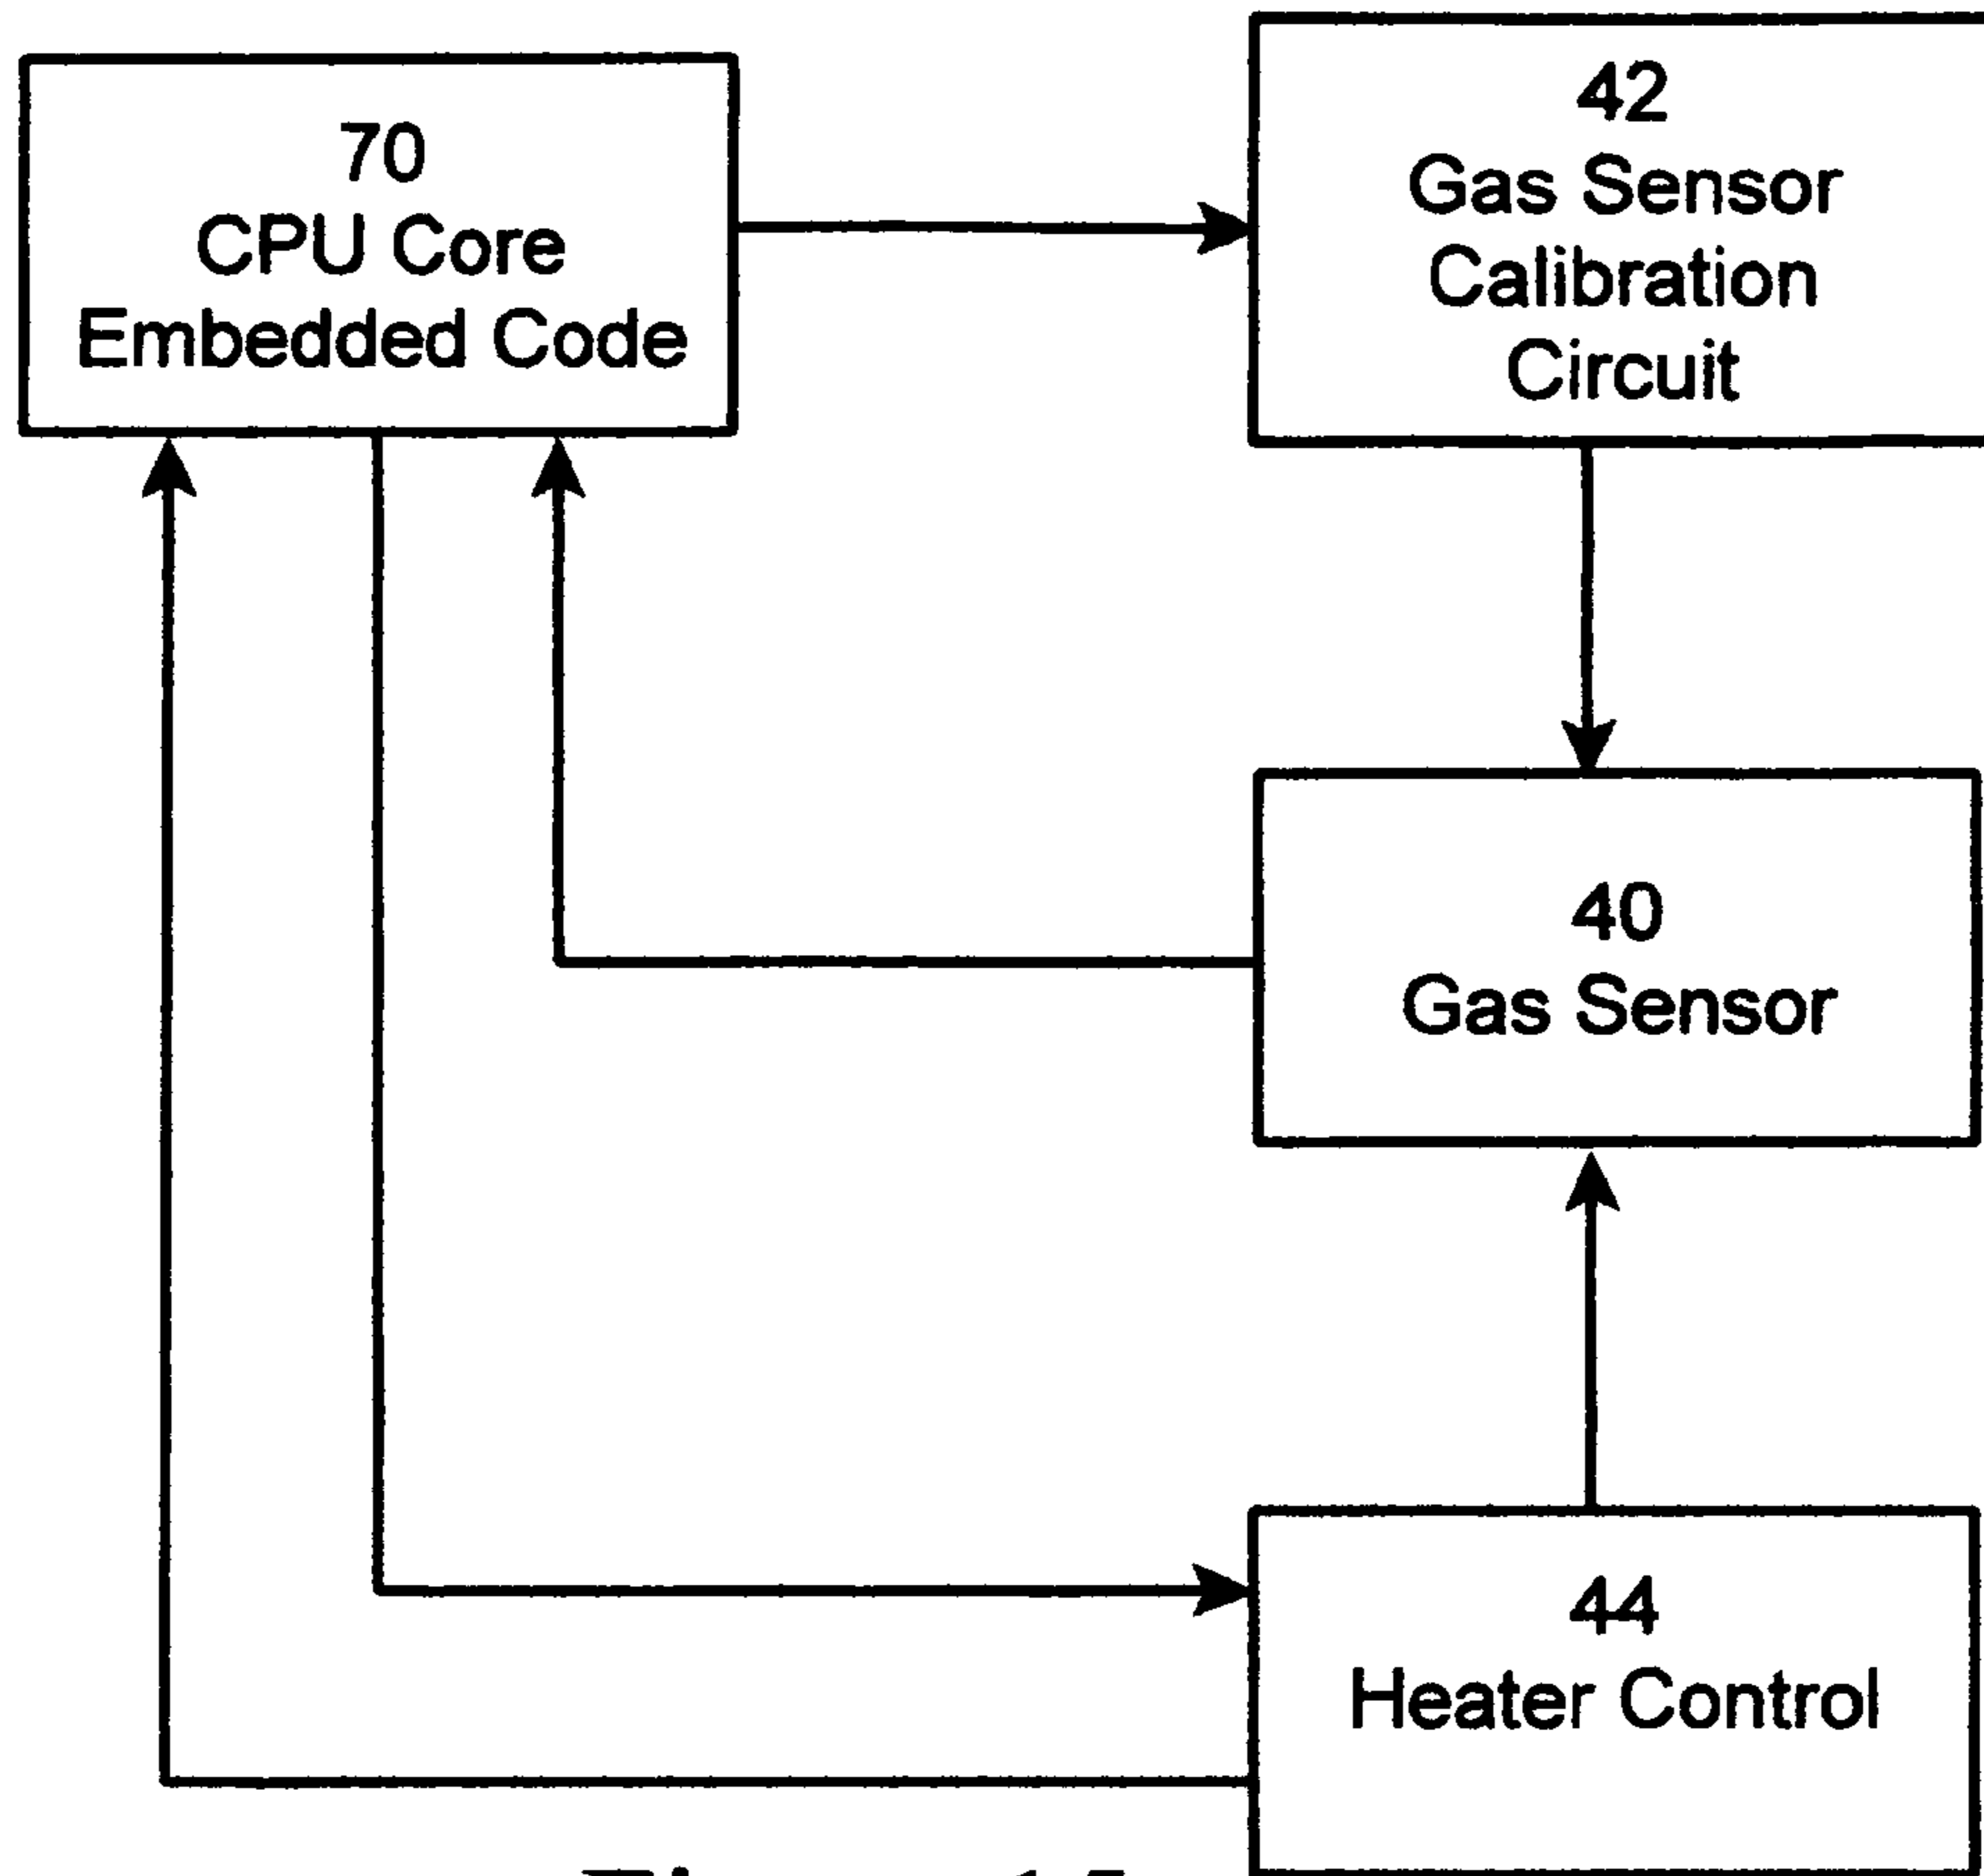 70
CPU Core
Embedded Code
42
Gas Sensor
Calibration
Circuit
40
Gas Sensor
44
Heater Control